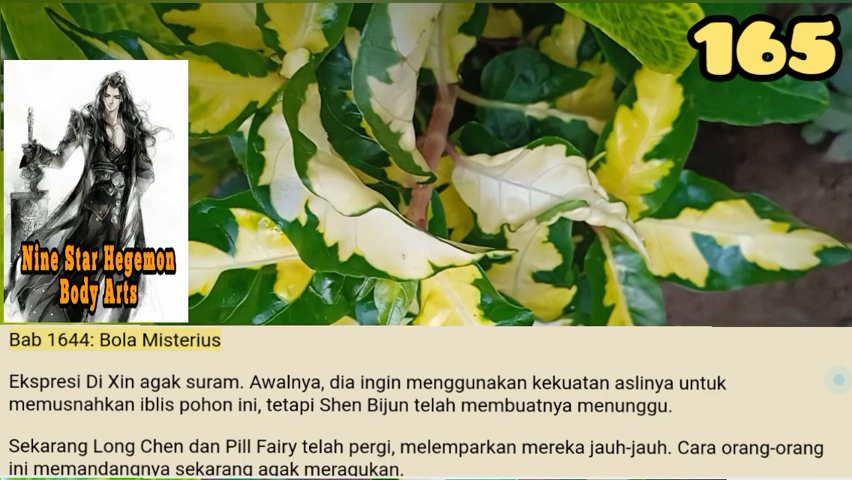 165
Nine Star Hegemon
Body Arts
Bab 1644: Bola Misterius
Ekspresi Di Xin agak suram. Awalnya, dia ingin menggunakan kekuatan aslinya untuk
memusnahkan iblis pohon ini, tetapi Shen Bijun telah membuatnya menunggu.
Sekarang Long Chen dan Pill Fairy telah pergi, melemparkan mereka jauh-jauh. Cara orang-orang
ini memandangnya sekarang agak meragukan.